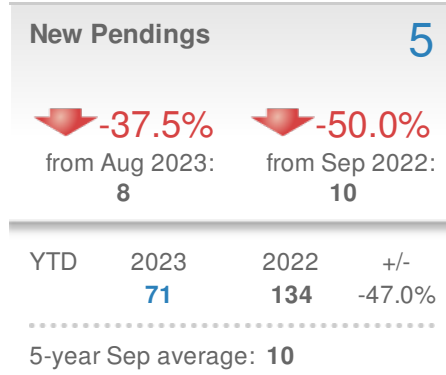 New Pendings 5
-37.5% -50.0%
from Aug 2023: from Sep 2022:
8 10
YTD 2023 2022 +/-
71 134 -47.0%
5-year Sep average: 10